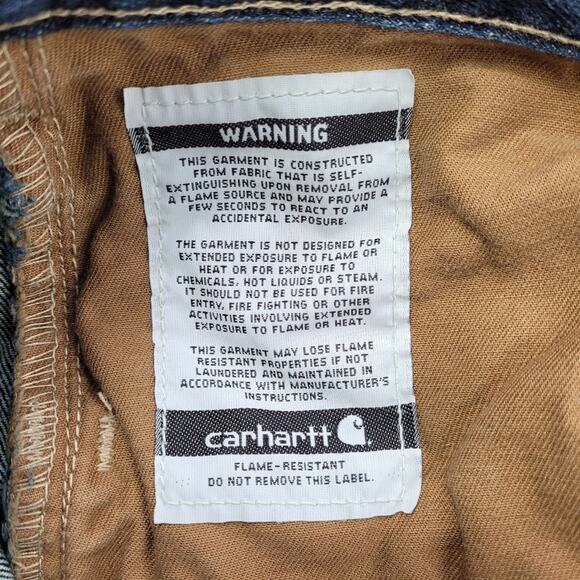 WARNING
THIS GARMENT IS CONSTRUCTED
FROM FABRIC THAT IS SELF-
EXTINGUISHING UPON REMOVAL FROM
A FLAME SOURCE AND MAY PROVIDE A
FEW SECONDS TO REACT TO AN
ACCIDENTAL EXPOSURE.
THE GARMENT IS NOT DESIGNED FOR
EXTENDED EXPOSURE TO FLAME OR
HEAT OR FOR EXPOSURE TO
CHEMICALS, HOT LIQUIDS OR STEAM.
IT SHOULD NOT BE USED FOR FIRE
ENTRY, FIRE FIGHTING OR OTHER
ACTIVITIES INVOLVING EXTENDED
EXPOSURE TO FLAME OR HEAT.
THIS GARMENT MAY LOSE FLAME
RESISTANT PROPERTIES IF NOT
LAUNDERED AND MAINTAINED IN
ACCORDANCE WITH MANUFACTURER'S
INSTRUCTIONS.
carhartt
FLAME-RESISTANT
DO NOT REMOVE THIS LABEL.